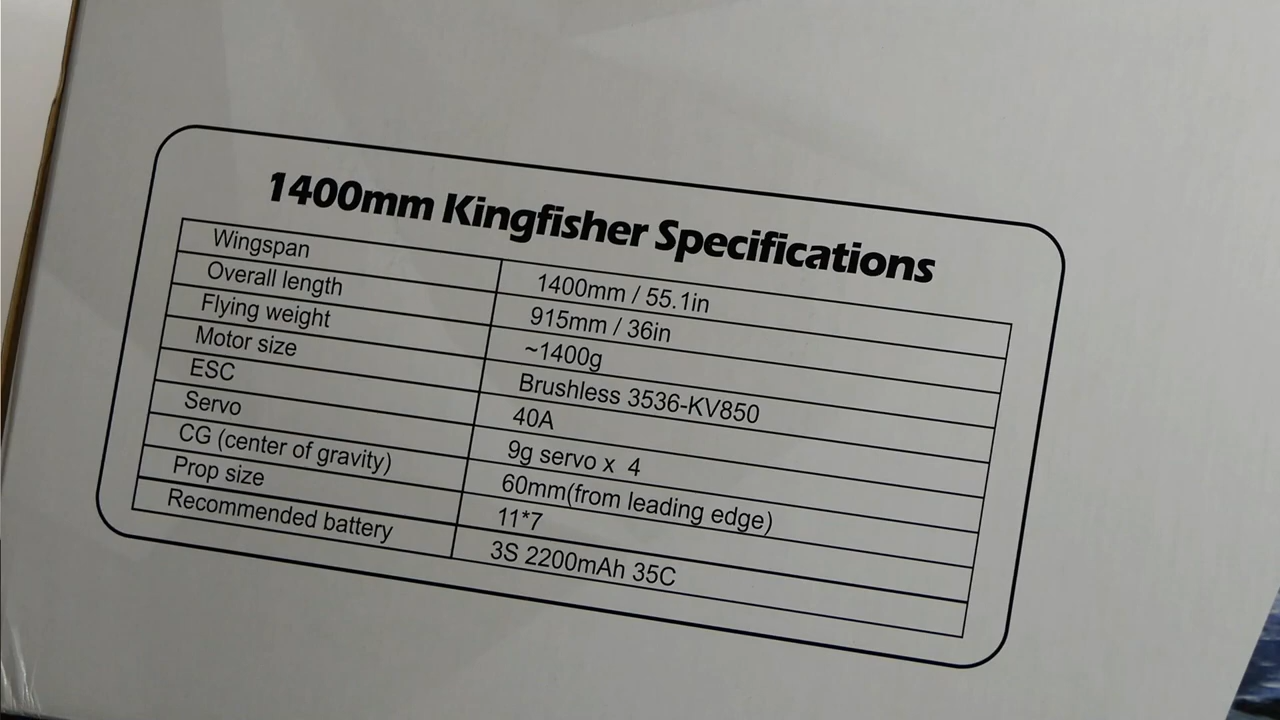 1400mm Kingfisher Specifications
Wingspan 1400mm / 55.1in
Overall length 915mm / 36in
Flying weight ~1400g
Motor size Brushless 3536-KV850
ESC 40A
Servo 9g servo x 4
CG (center of gravity) 60mm(from leading edge)
Prop size 11*7
Recommended battery 3S 2200mAh 35C